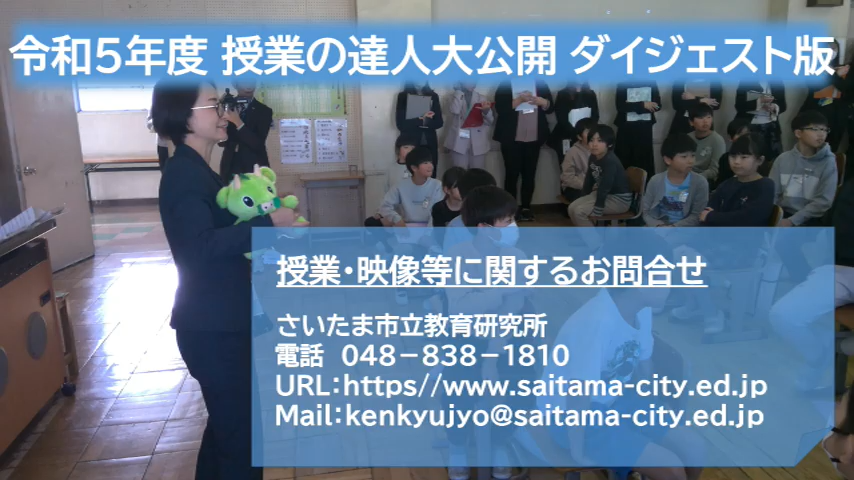 令和5年度 授業の達人大公開 ダイジェスト版
授業・映像等に関するお問合せ
さいたま市立教育研究所
電話　048－838－1810
URL：https//www.saitama-city.ed.jp
Mail：kenkyujyo@saitama-city.ed.jp